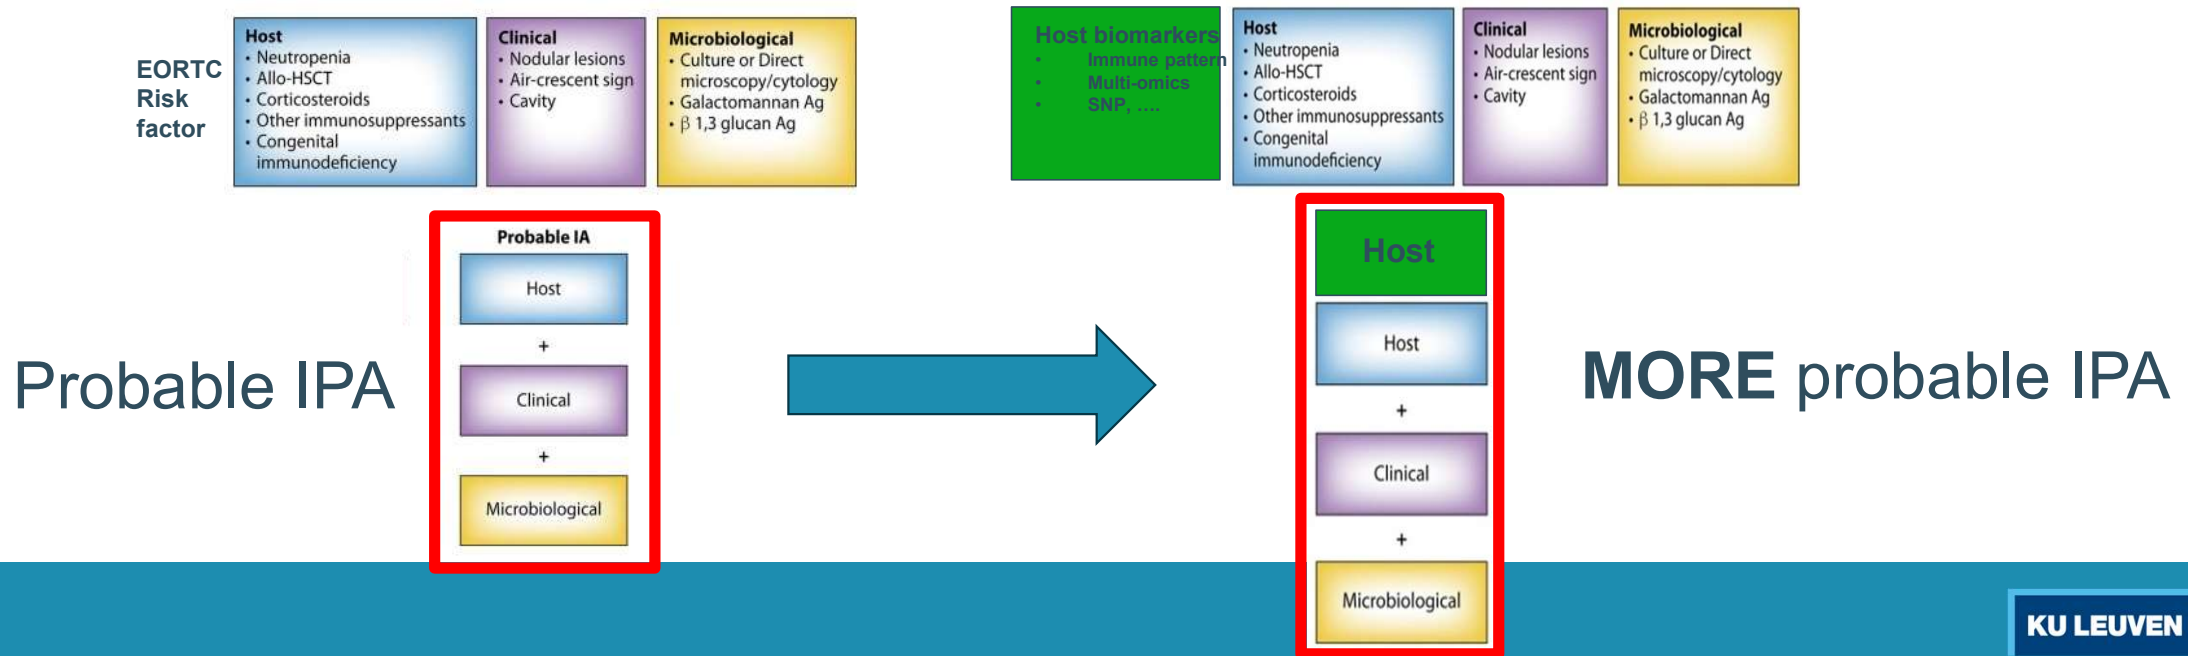 EORTC
Risk
factor
Host
• Neutropenia
• Allo-HSCT
• Corticosteroids
• Other immunosuppressants
• Congenital
immunodeficiency
Clinical
• Nodular lesions
• Air-crescent sign
• Cavity
Microbiological
• Culture or Direct
microscopy/cytology
• Galactomannan Ag
• β 1,3 glucan Ag
Probable IPA
Probable IA
Host
+
Clinical
+
Microbiological
Host biomarkers
• Immune pattern
• Multi-omics
• SNP, ....
Host
• Neutropenia
• Allo-HSCT
• Corticosteroids
• Other immunosuppressants
• Congenital
immunodeficiency
Clinical
• Nodular lesions
• Air-crescent sign
• Cavity
Microbiological
• Culture or Direct
microscopy/cytology
• Galactomannan Ag
• β 1,3 glucan Ag
Host
Host
+
Clinical
+
Microbiological
MORE probable IPA
KU LEUVEN